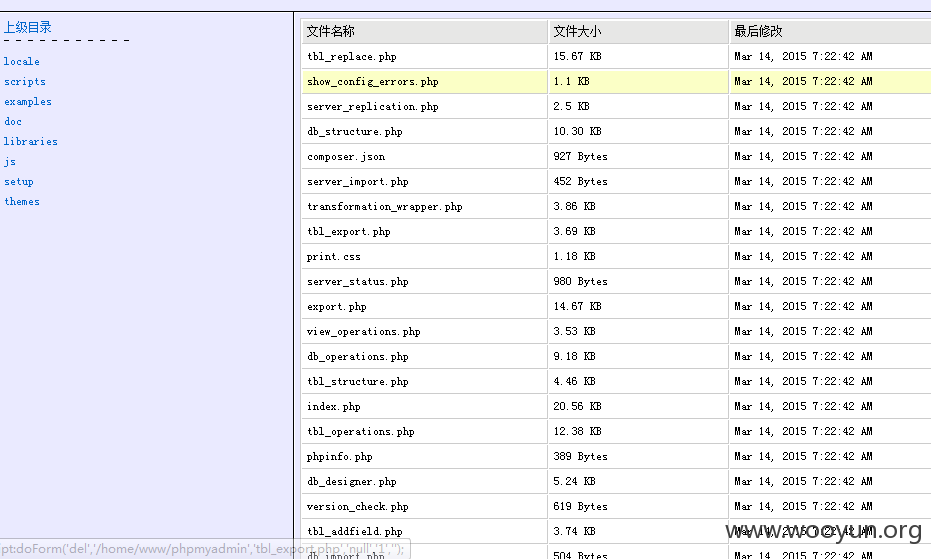 上级目录
locale
scripts
examples
doc
libraries
js
setup
themes
文件名称 文件大小 最后修改
tbl_replace.php 15.67 KB Mar 14, 2015 7:22:42 AM
show_config_errors.php 1.1 KB Mar 14, 2015 7:22:42 AM
server_replication.php 2.5 KB Mar 14, 2015 7:22:42 AM
db_structure.php 10.30 KB Mar 14, 2015 7:22:42 AM
composer.json 927 Bytes Mar 14, 2015 7:22:42 AM
server_import.php 452 Bytes Mar 14, 2015 7:22:42 AM
transformation_wrapper.php 3.86 KB Mar 14, 2015 7:22:42 AM
tbl_export.php 3.69 KB Mar 14, 2015 7:22:42 AM
print.css 1.18 KB Mar 14, 2015 7:22:42 AM
server_status.php 980 Bytes Mar 14, 2015 7:22:42 AM
export.php 14.67 KB Mar 14, 2015 7:22:42 AM
view_operations.php 3.53 KB Mar 14, 2015 7:22:42 AM
db_operations.php 9.18 KB Mar 14, 2015 7:22:42 AM
tbl_structure.php 4.46 KB Mar 14, 2015 7:22:42 AM
index.php 20.56 KB Mar 14, 2015 7:22:42 AM
tbl_operations.php 12.38 KB Mar 14, 2015 7:22:42 AM
phpinfo.php 389 Bytes Mar 14, 2015 7:22:42 AM
db_designer.php 5.24 KB Mar 14, 2015 7:22:42 AM
version_check.php 619 Bytes Mar 14, 2015 7:22:42 AM
tbl_addfield.php 3.74 KB Mar 14, 2015 7:22:42 AM
db_import.php 504 Bytes Mar 14, 2015 7:22:42 AM
pt:doForm('del','/home/www/phpmyadmin','tbl_export.php','null','1','');
www.wooyun.org